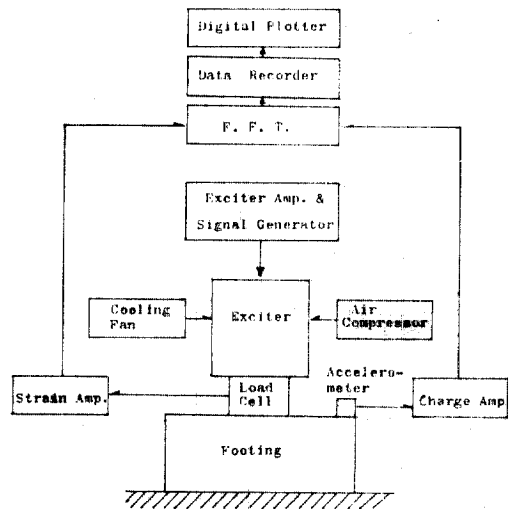 Digital Plotter
Data Recorder
F. F. T.
Exciter Amp. &
Signal Generator
Cooling
Fan
Exciter
Air
Compressor
Strain Amp.
Load
Cell
Accelero-
meter
Charge Amp
Footing